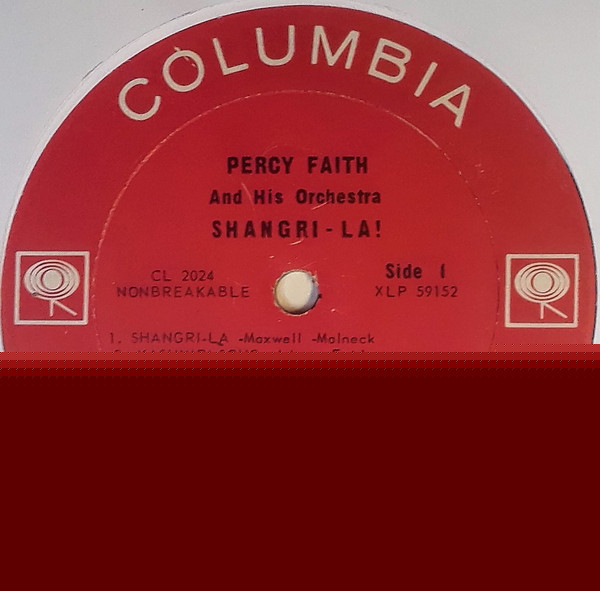 COLUMBIA
PERCY FAITH
And His Orchestra
SHANGRI-LA!
CL 2024
NONBREAKABLE
Side 1
XLP 59152
1. SHANGRI-LA -Maxwell -Malneck